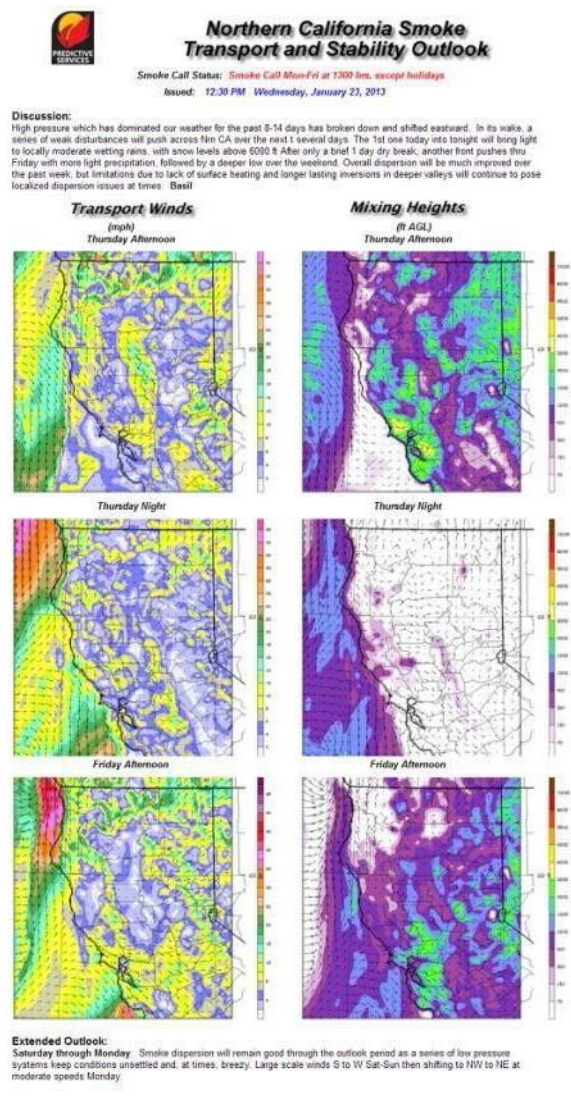 PREDICTIVE
SERVICES
Northern California Smoke
Transport and Stability Outlook
Smoke Call Status: Smoke Call Mon-Fri at 1300 hrs, except holidays
Issued: 12:30 PM Wednesday, January 23, 2013
Discussion:
High pressure which has dominated our weather for the past 8-14 days has broken down and shifted eastward. In its wake, a
series of weak disturbances will push across Nrn CA over the next t several days. The 1st one today into tonight will bring light
to locally moderate wetting rains, with snow levels above 6000 ft After only a brief 1 day dry break, another front pushes thru
Friday with more light precipitation, followed by a deeper low over the weekend. Overall dispersion will be much improved over
the past week, but limitations due to lack of surface heating and longer lasting inversions in deeper valleys will continue to pose
localized dispersion issues at times. Basil
Transport Winds
(mph)
Thursday Afternoon
Mixing Heights
(ft AGL)
Thursday Afternoon
Thursday Night
Thursday Night
Friday Afternoon
Friday Afternoon
Extended Outlook:
Saturday through Monday Smoke dispersion will remain good through the outlook period as a series of low pressure
systems keep conditions unsettled and, at times, breezy. Large scale winds S to W Sat-Sun then shifting to NW to NE at
moderate speeds Monday.